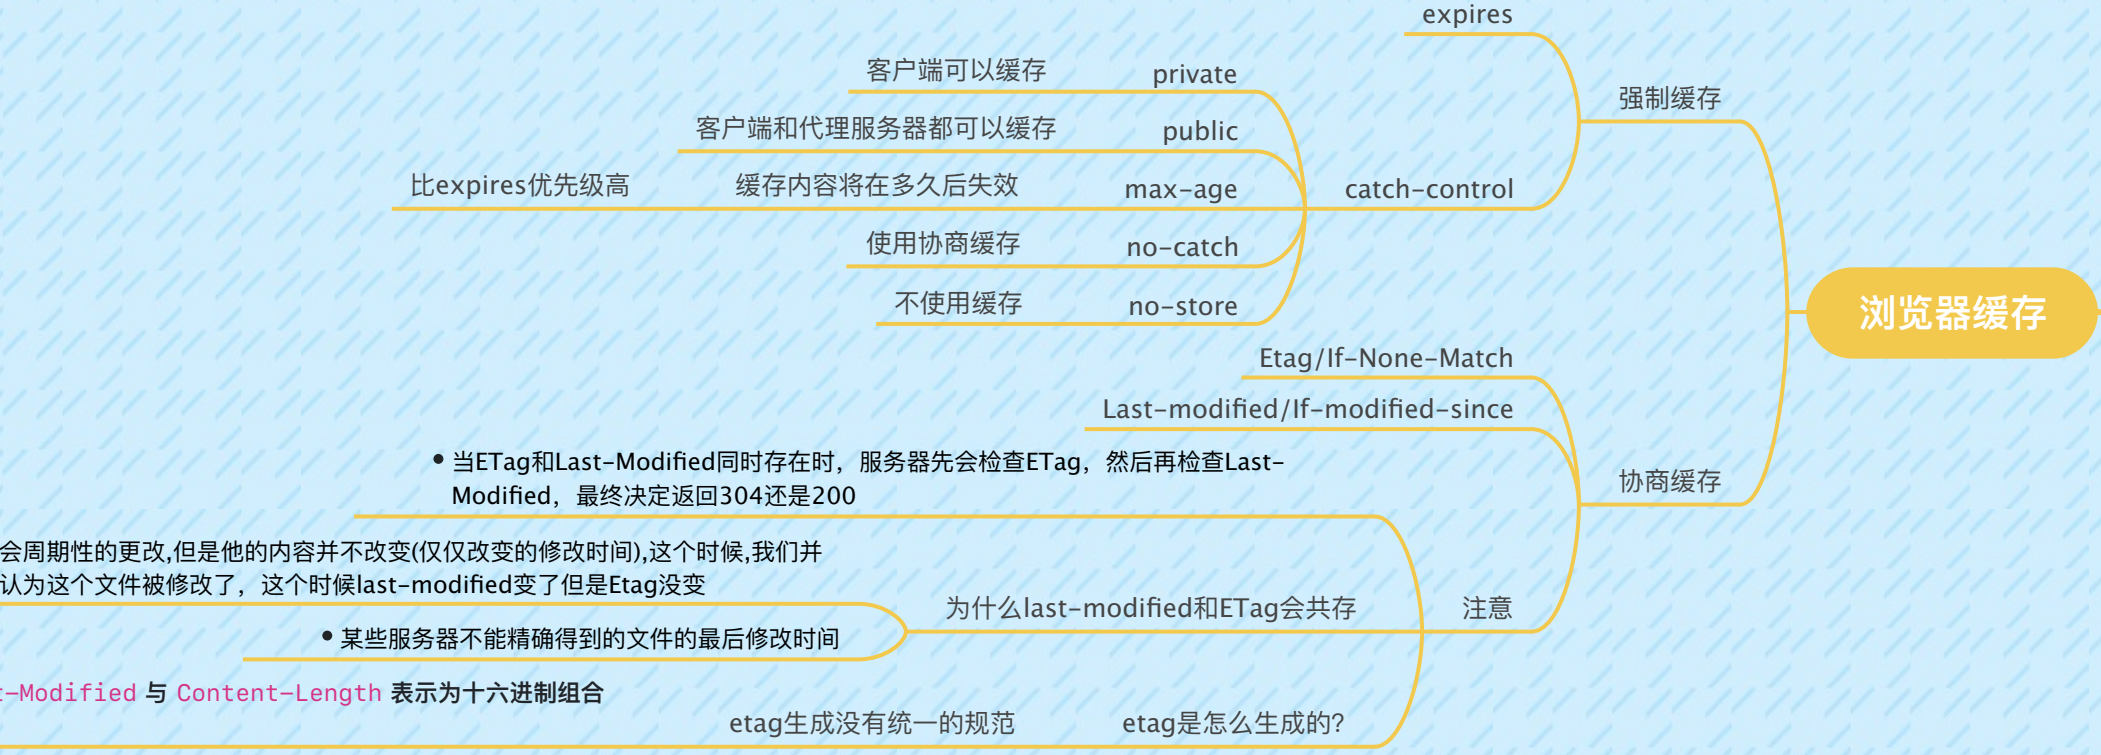 expires
客户端可以缓存 private
强制缓存
客户端和代理服务器都可以缓存 public
比expires优先级高 缓存内容将在多久后失效 max-age catch-control
使用协商缓存 no-catch
不使用缓存 no-store
浏览器缓存
Etag/If-None-Match
Last-modified/If-modified-since
• 当ETag和Last-Modified同时存在时，服务器先会检查ETag，然后再检查Last-
Modified，最终决定返回304还是200
协商缓存
会周期性的更改,但是他的内容并不改变(仅仅改变的修改时间),这个时候,我们并
认为这个文件被修改了，这个时候last-modified变了但是Etag没变
为什么last-modified和ETag会共存 注意
• 某些服务器不能精确得到的文件的最后修改时间
-Modified 与 Content-Length 表示为十六进制组合
etag生成没有统一的规范 etag是怎么生成的?